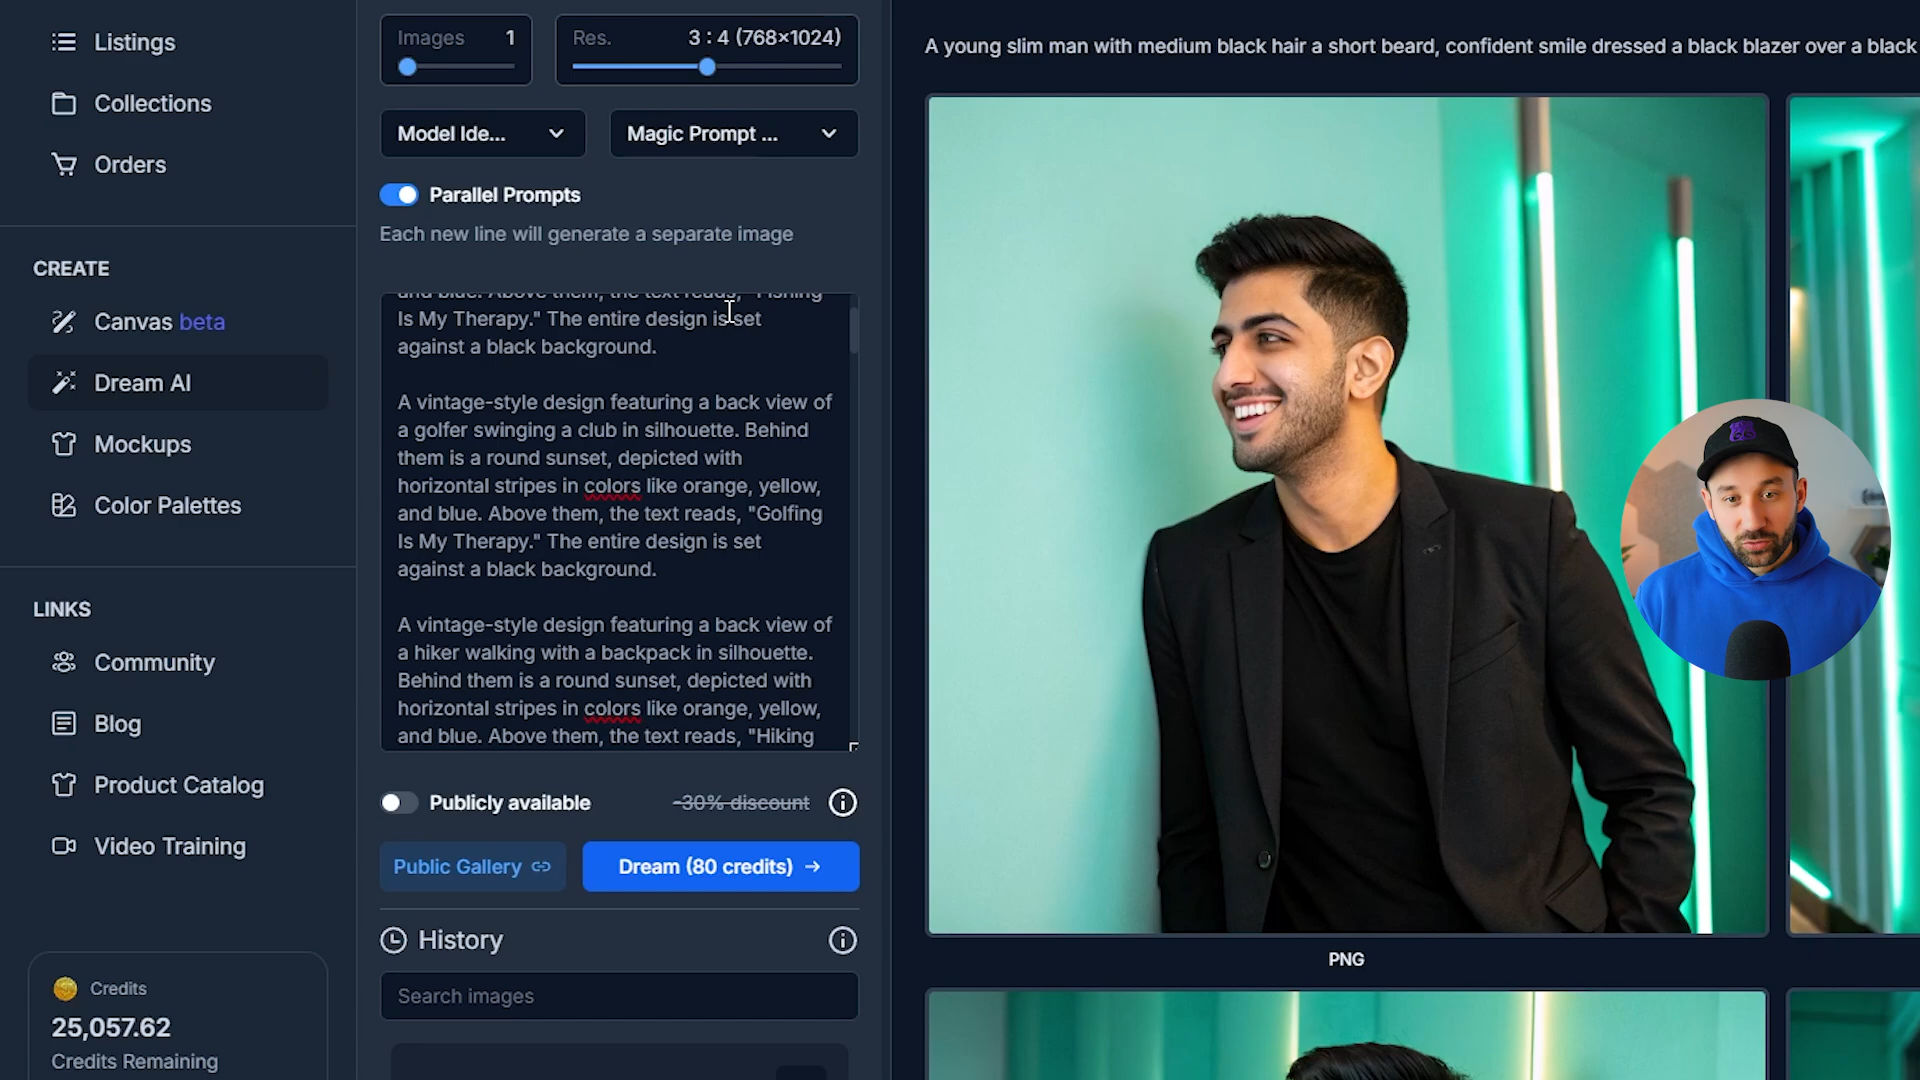 Listings
Collections
Orders
CREATE
Canvas beta
Dream AI
Mockups
Color Palettes
LINKS
Community
Blog
Product Catalog
Video Training
Credits
25,057.62
Credits Remaining
Images 1
Res. 3 : 4 (768×1024)
Model Ide...
Magic Prompt ...
Parallel Prompts
Each new line will generate a separate image
and blue. Above them, the text reads, "Fishing
Is My Therapy." The entire design is set
against a black background.
A vintage-style design featuring a back view of
a golfer swinging a club in silhouette. Behind
them is a round sunset, depicted with
horizontal stripes in colors like orange, yellow,
and blue. Above them, the text reads, "Golfing
Is My Therapy." The entire design is set
against a black background.
A vintage-style design featuring a back view of
a hiker walking with a backpack in silhouette.
Behind them is a round sunset, depicted with
horizontal stripes in colors like orange, yellow,
and blue. Above them, the text reads, "Hiking
Publicly available
-30% discount
Public Gallery
Dream (80 credits)
History
Search images
A young slim man with medium black hair a short beard, confident smile dressed a black blazer over a black
PNG